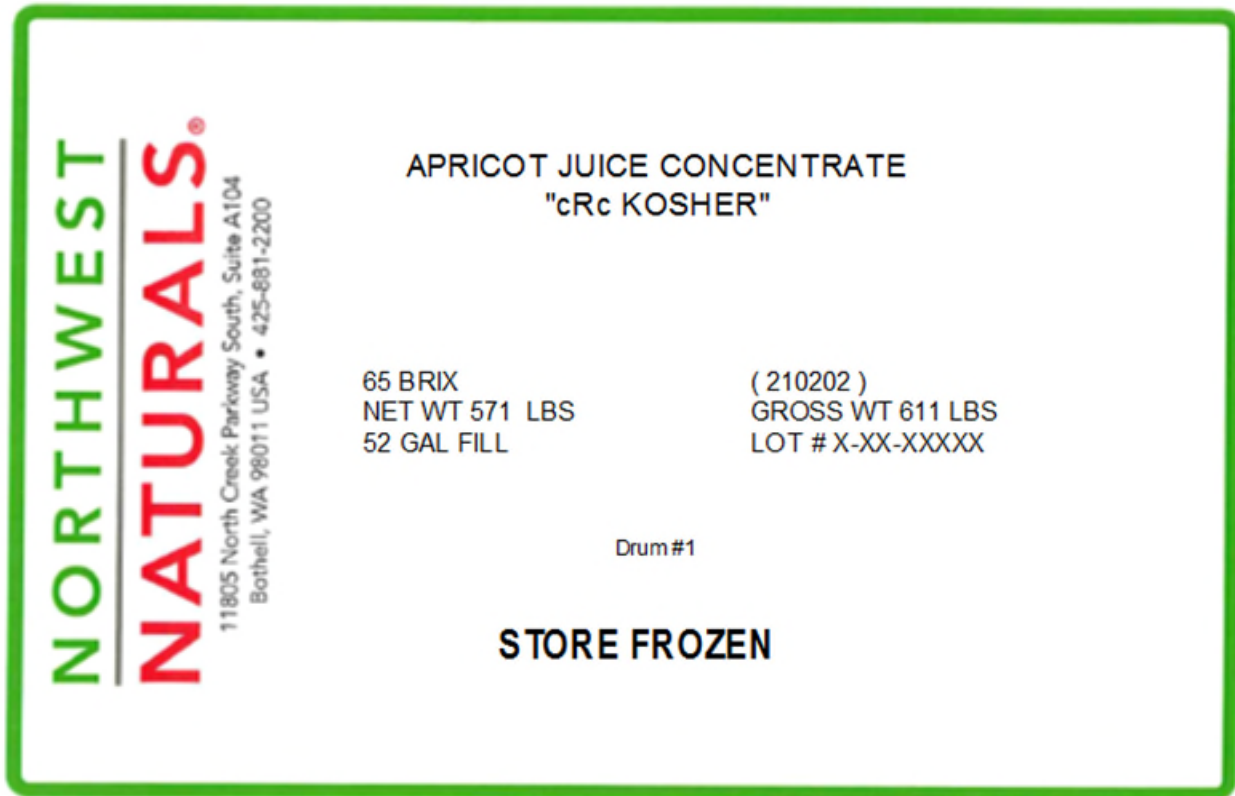 NORTHWEST
NATURALS®
11805 North Creek Parkway South, Suite A104
Bothell, WA 98011 USA • 425-881-2200
APRICOT JUICE CONCENTRATE
"cRc KOSHER"
65 BRIX ( 210202 )
NET WT 571 LBS GROSS WT 611 LBS
52 GAL FILL LOT # X-XX-XXXXX
Drum #1
STORE FROZEN